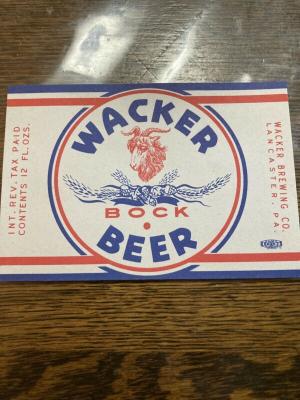 WACKER
BOCK
BEER
INT. REV. TAX PAID
CONTENTS 12 FL. OZS.
WACKER BREWING CO.
LANCASTER, PA.